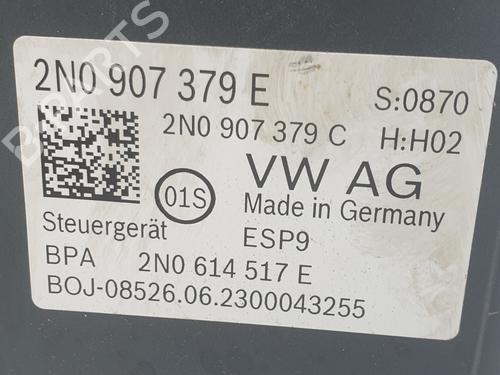 2N0 907 379 E S:0870
2N0 907 379 C H:H02
01S VW AG
Made in Germany
Steuergerät ESP9
BPA 2N0 614 517 E
BOJ-08526.06.2300043255